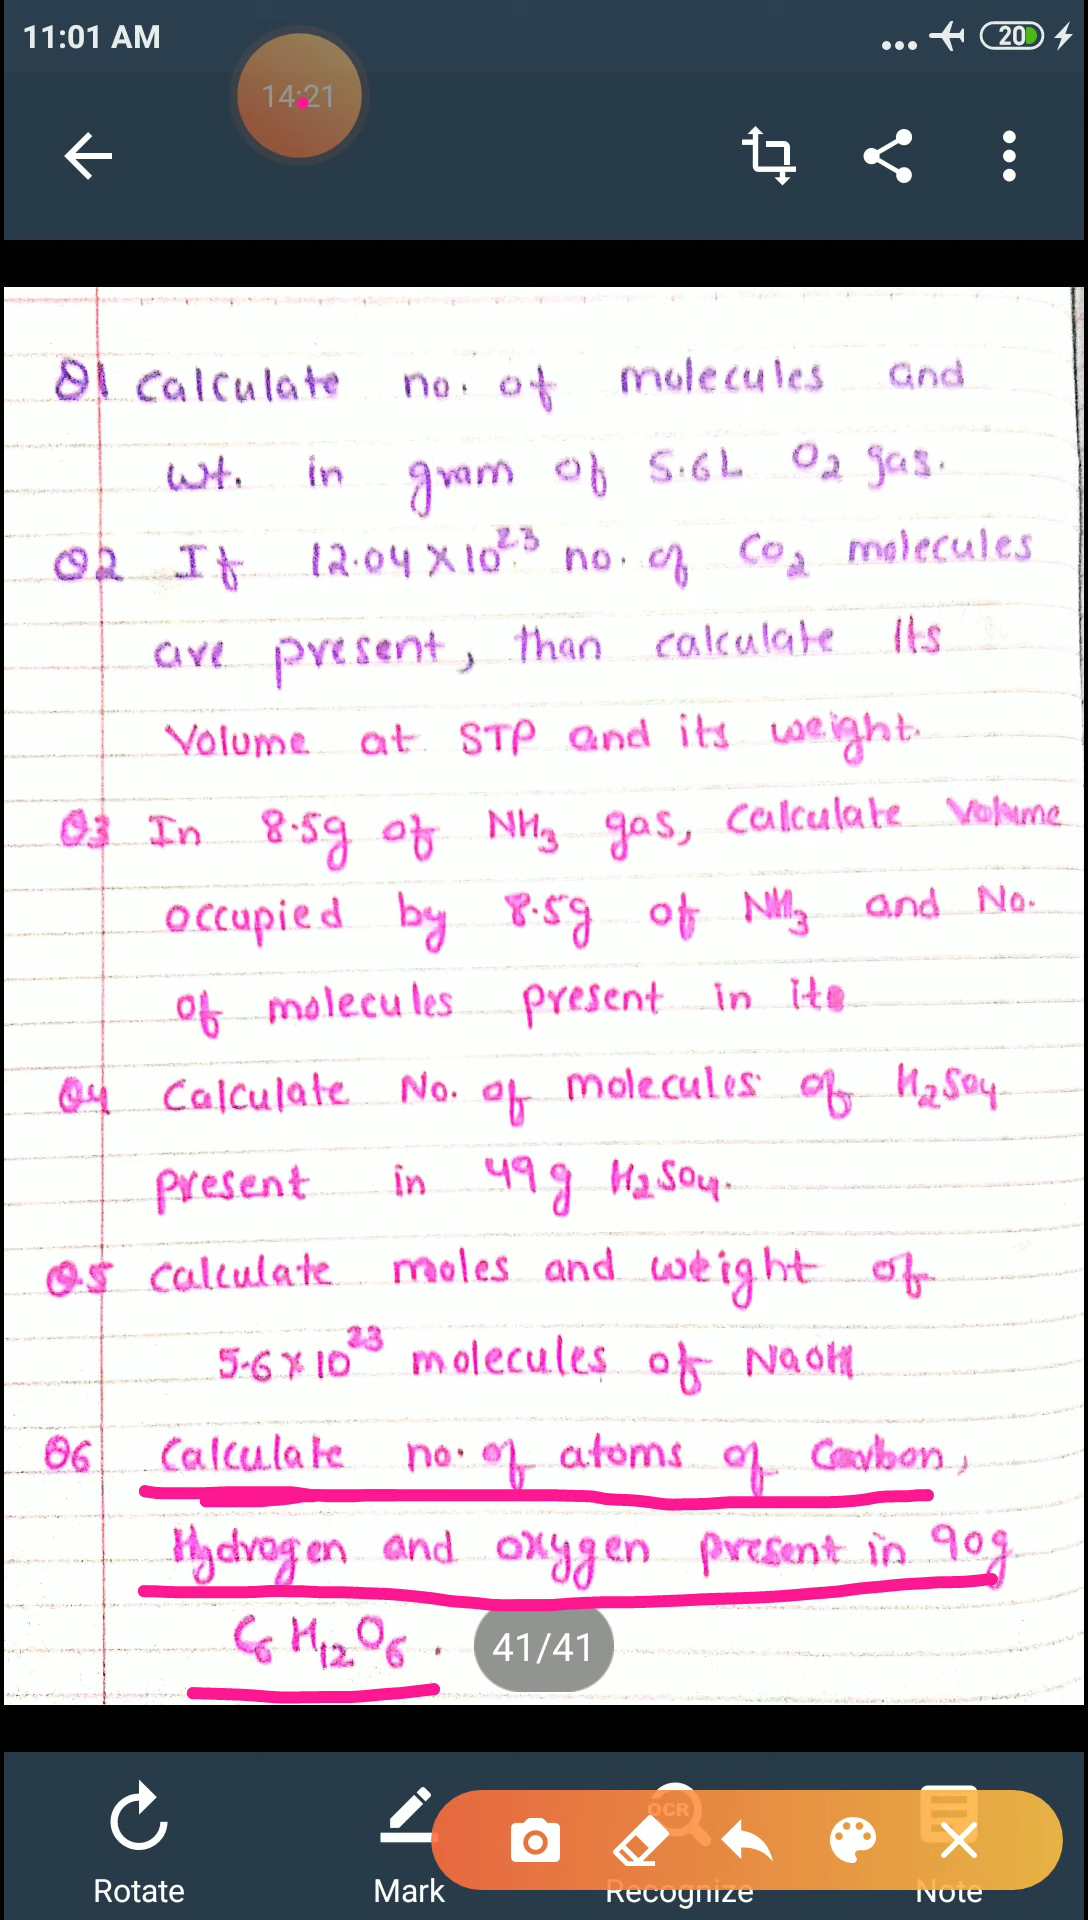 11:01 AM
20
14:21
Q1 Calculate no. of molecules and
wt. in gram of 5.6L O2 gas.
Q2 If 12.04×10²³ no. of CO2 molecules
are present, than calculate Its
Volume at STP and its weight.
Q3 In 8.5g of NH3 gas, Calculate Volume
occupied by 8.5g of NH3 and No.
of molecules present in it.
Q4 Calculate No. of molecules of H2SO4
present in 49g H2SO4.
Q.5 Calculate moles and weight of
5.6×10²³ molecules of NaOH
Q6 Calculate no. of atoms of Carbon,
Hydrogen and oxygen present in 90g
C6H12O6.
41/41
OCR
Rotate
Mark
Recognize
Note